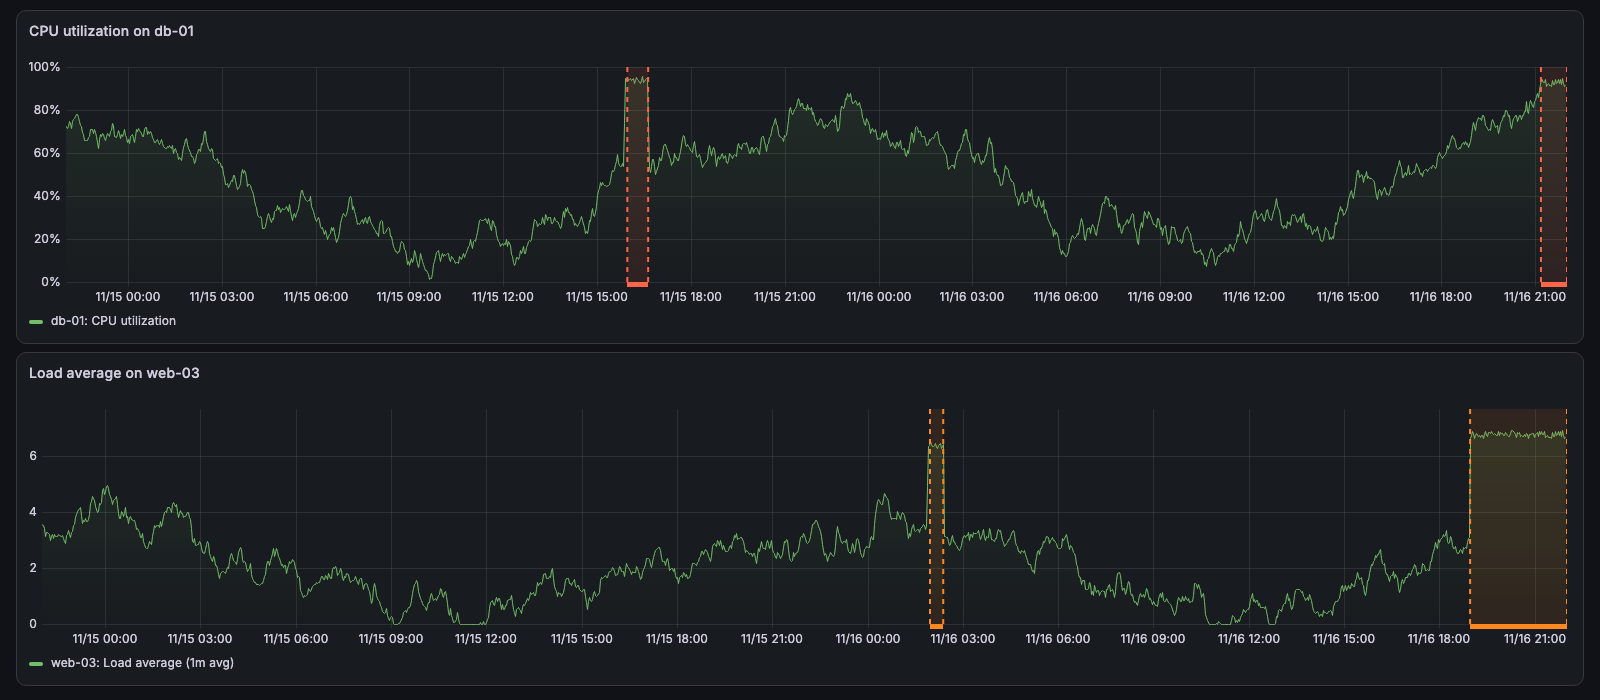 CPU utilization on db-01
100%
80%
60%
40%
20%
0%
11/15 00:00 11/15 03:00 11/15 06:00 11/15 09:00 11/15 12:00 11/15 15:00 11/15 18:00 11/15 21:00 11/16 00:00 11/16 03:00 11/16 06:00 11/16 09:00 11/16 12:00 11/16 15:00 11/16 18:00 11/16 21:00
db-01: CPU utilization
Load average on web-03
6
4
2
0
11/15 00:00 11/15 03:00 11/15 06:00 11/15 09:00 11/15 12:00 11/15 15:00 11/15 18:00 11/15 21:00 11/16 00:00 11/16 03:00 11/16 06:00 11/16 09:00 11/16 12:00 11/16 15:00 11/16 18:00 11/16 21:00
web-03: Load average (1m avg)